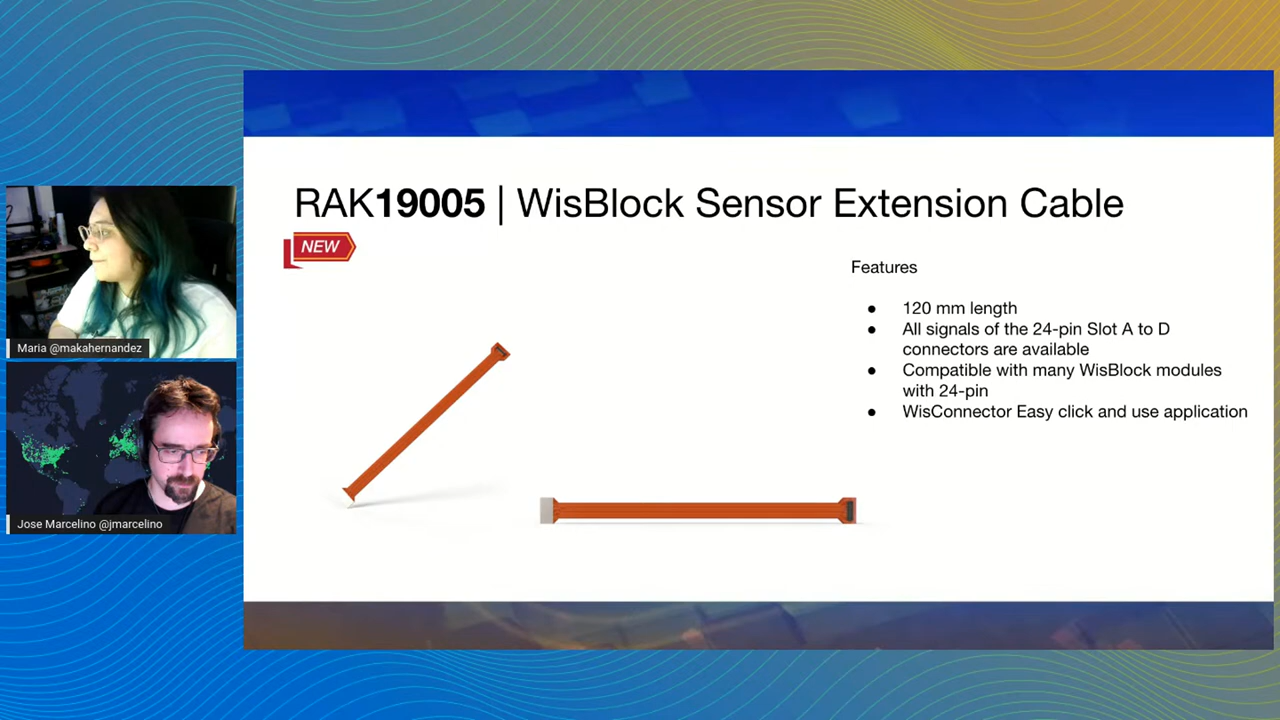 RAK19005 | WisBlock Sensor Extension Cable
NEW
Features
● 120 mm length
● All signals of the 24-pin Slot A to D
connectors are available
● Compatible with many WisBlock modules
with 24-pin
● WisConnector Easy click and use application
Maria @makahernandez
Jose Marcelino @jmarcelino